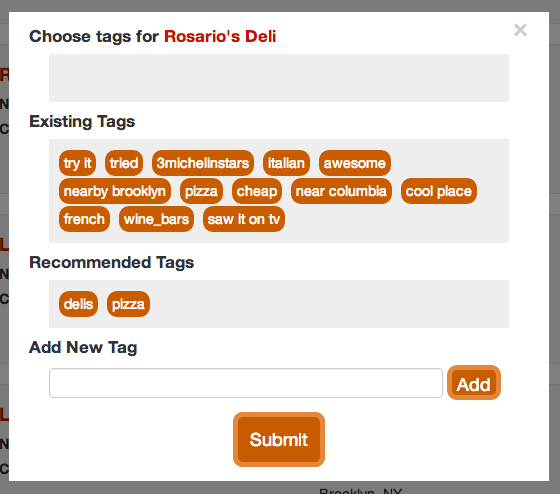 Choose tags for Rosario's Deli ×
Existing Tags
try it tried 3michelinstars italian awesome
nearby brooklyn pizza cheap near columbia cool place
french wine_bars saw it on tv
Recommended Tags
delis pizza
Add New Tag
Add
Submit
R
N
C
L
N
C
L
N
C
Brooklyn, NY